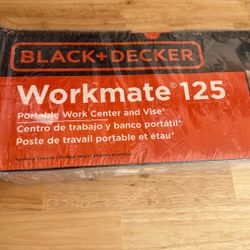 BLACK+DECKER
Workmate® 125
Portable Work Center and Vise*
Centro de trabajo y banco portátil*
Poste de travail portable et étau*